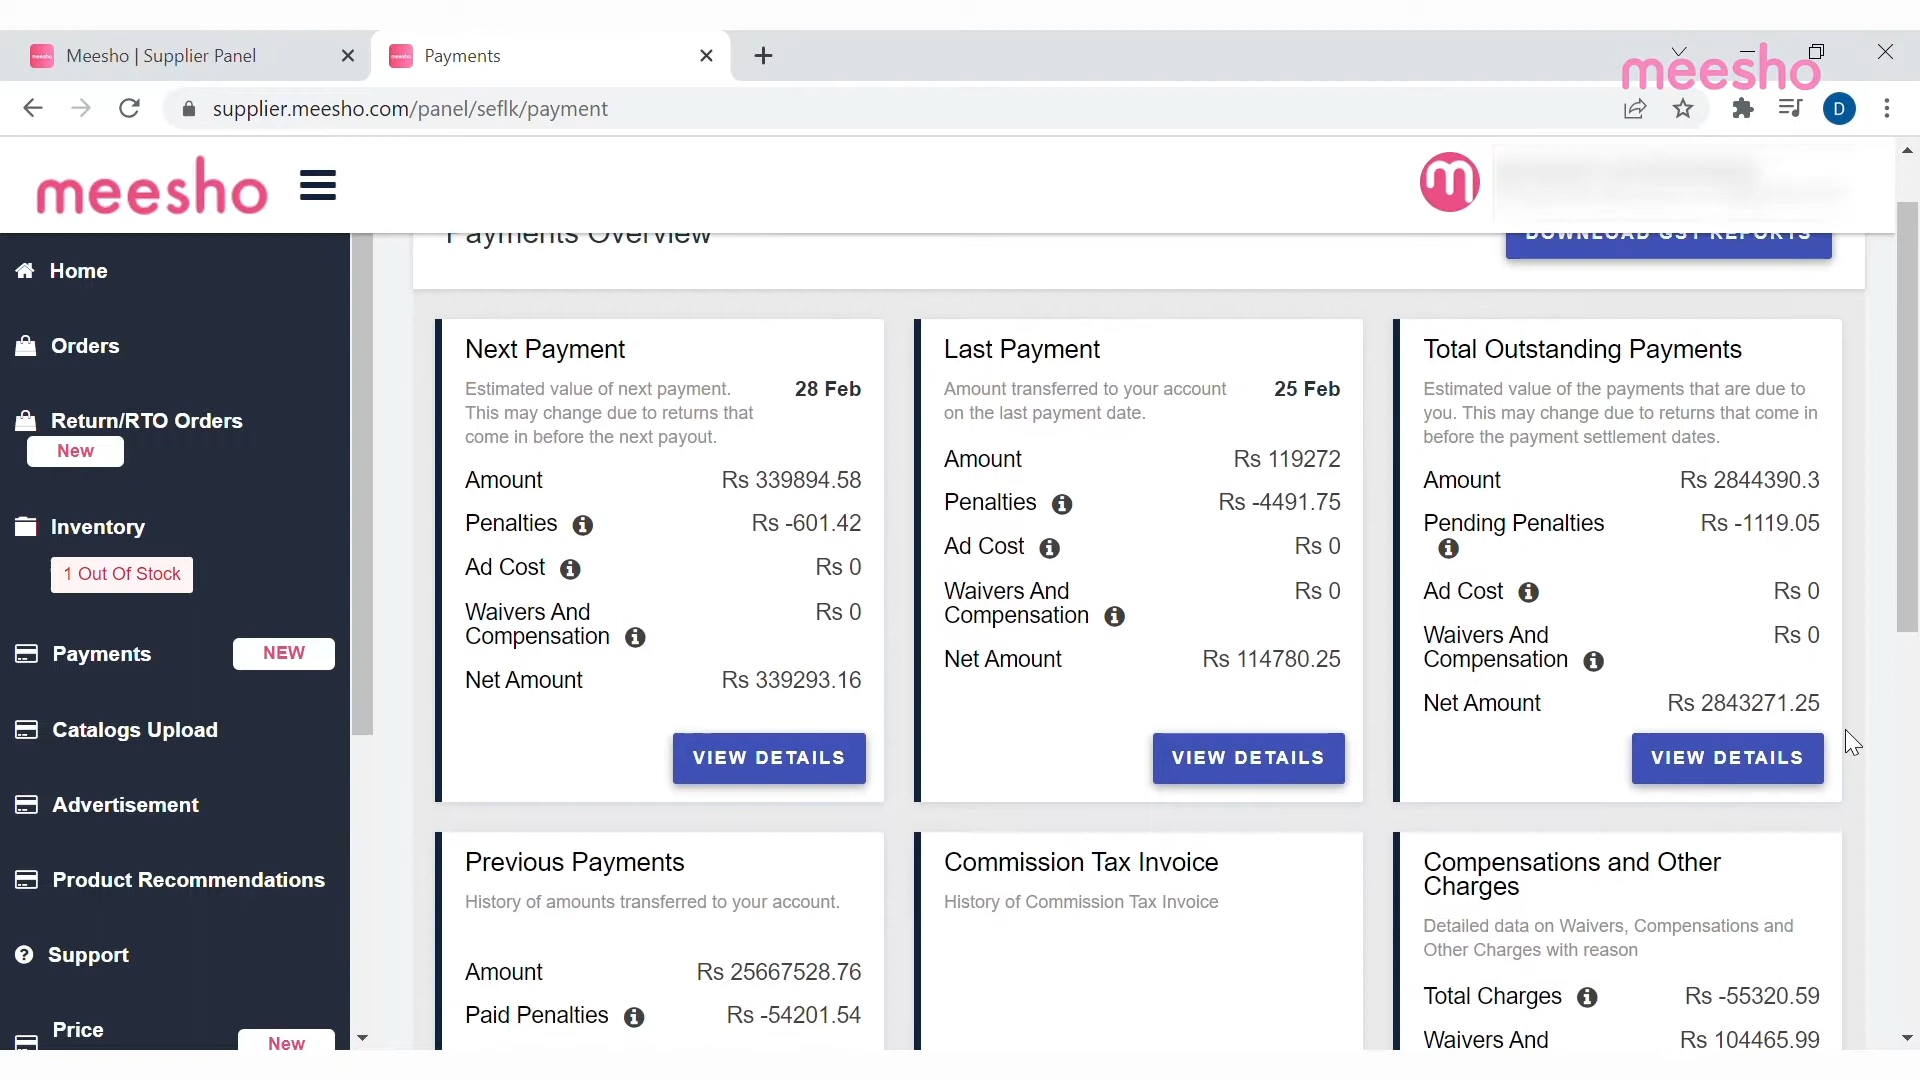 Meesho | Supplier Panel
Payments
meesho
supplier.meesho.com/panel/seflk/payment
D
meesho
m
Payments Overview
DOWNLOAD GST REPORTS
Home
Orders
Return/RTO Orders
New
Inventory
1 Out Of Stock
Payments NEW
Catalogs Upload
Advertisement
Product Recommendations
Support
Price
New
Next Payment
Estimated value of next payment. 28 Feb
This may change due to returns that
come in before the next payout.
Amount Rs 339894.58
Penalties Rs -601.42
Ad Cost Rs 0
Waivers And Rs 0
Compensation
Net Amount Rs 339293.16
VIEW DETAILS
Last Payment
Amount transferred to your account 25 Feb
on the last payment date.
Amount Rs 119272
Penalties Rs -4491.75
Ad Cost Rs 0
Waivers And Rs 0
Compensation
Net Amount Rs 114780.25
VIEW DETAILS
Total Outstanding Payments
Estimated value of the payments that are due to
you. This may change due to returns that come in
before the payment settlement dates.
Amount Rs 2844390.3
Pending Penalties Rs -1119.05
Ad Cost Rs 0
Waivers And Rs 0
Compensation
Net Amount Rs 2843271.25
VIEW DETAILS
Previous Payments
History of amounts transferred to your account.
Amount Rs 25667528.76
Paid Penalties Rs -54201.54
Commission Tax Invoice
History of Commission Tax Invoice
Compensations and Other
Charges
Detailed data on Waivers, Compensations and
Other Charges with reason
Total Charges Rs -55320.59
Waivers And Rs 104465.99